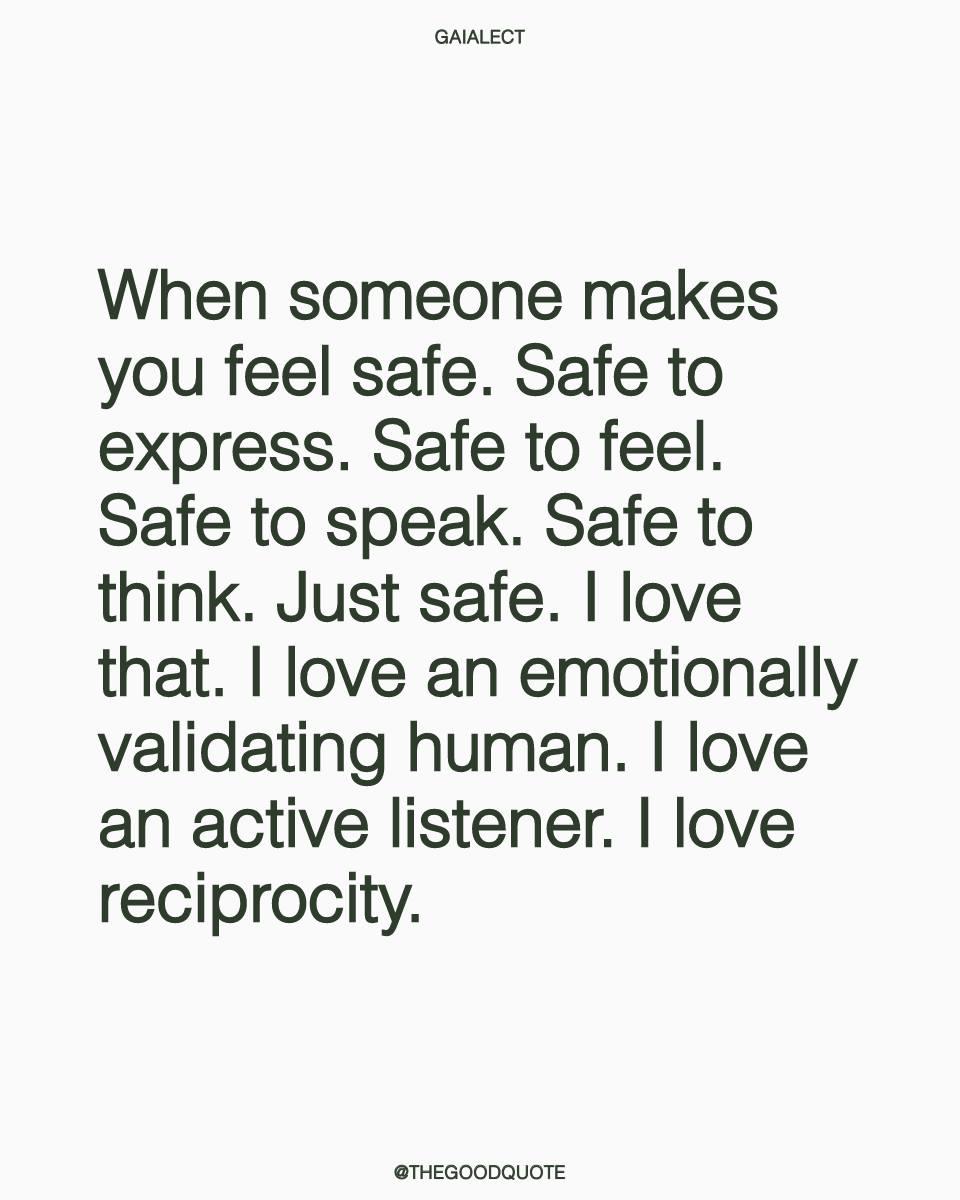 GAIALECT
When someone makes
you feel safe. Safe to
express. Safe to feel.
Safe to speak. Safe to
think. Just safe. I love
that. I love an emotionally
validating human. I love
an active listener. I love
reciprocity.
@THEGOODQUOTE